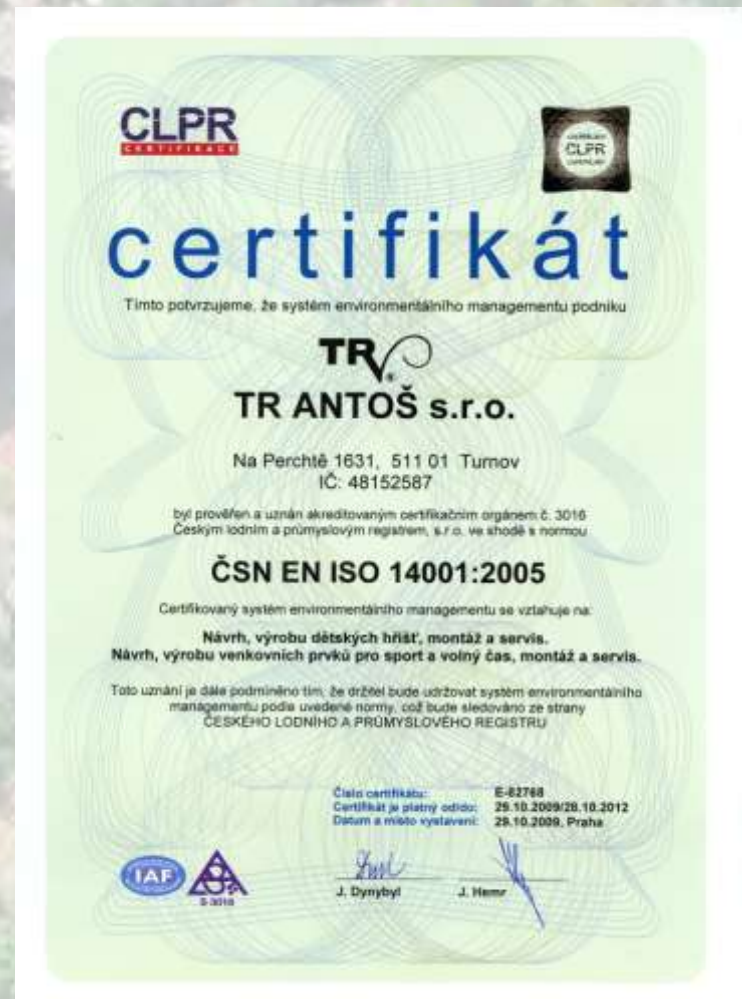 CLPR
CERTIFIKACE
CLPR
certifikát
Tímto potvrzujeme, že systém environmentálního managementu podniku
TR
®
TR ANTOŠ s.r.o.
Na Perchtě 1631, 511 01 Turnov
IČ: 48152587
byl prověřen a uznán akreditovaným certifikačním orgánem č. 3016
Českým lodním a průmyslovým registrem, s.r.o. ve shodě s normou
ČSN EN ISO 14001:2005
Certifikovaný systém environmentálního managementu se vztahuje na:
Návrh, výrobu dětských hřišť, montáž a servis.
Návrh, výrobu venkovních prvků pro sport a volný čas, montáž a servis.
Toto uznání je dále podmíněno tím, že držitel bude udržovat systém environmentálního
managementu podle uvedené normy, což bude sledováno ze strany
ČESKÉHO LODNÍHO A PRŮMYSLOVÉHO REGISTRU
Číslo certifikátu: E-82768
Certifikát je platný od/do: 29.10.2009/28.10.2012
Datum a místo vystavení: 29.10.2009, Praha
IAF
S 3016
J. Dynybyl J. Hemr